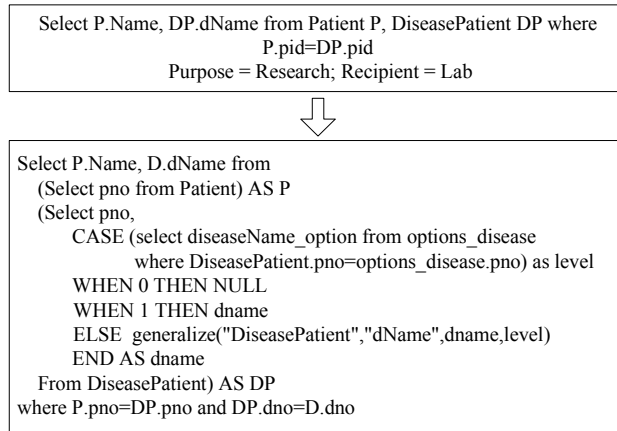 Select P.Name, DP.dName from Patient P, DiseasePatient DP where
P.pid=DP.pid
Purpose = Research; Recipient = Lab
Select P.Name, D.dName from
(Select pno from Patient) AS P
(Select pno,
CASE (select diseaseName_option from options_disease
where DiseasePatient.pno=options_disease.pno) as level
WHEN 0 THEN NULL
WHEN 1 THEN dname
ELSE generalize("DiseasePatient","dName",dname,level)
END AS dname
From DiseasePatient) AS DP
where P.pno=DP.pno and DP.dno=D.dno